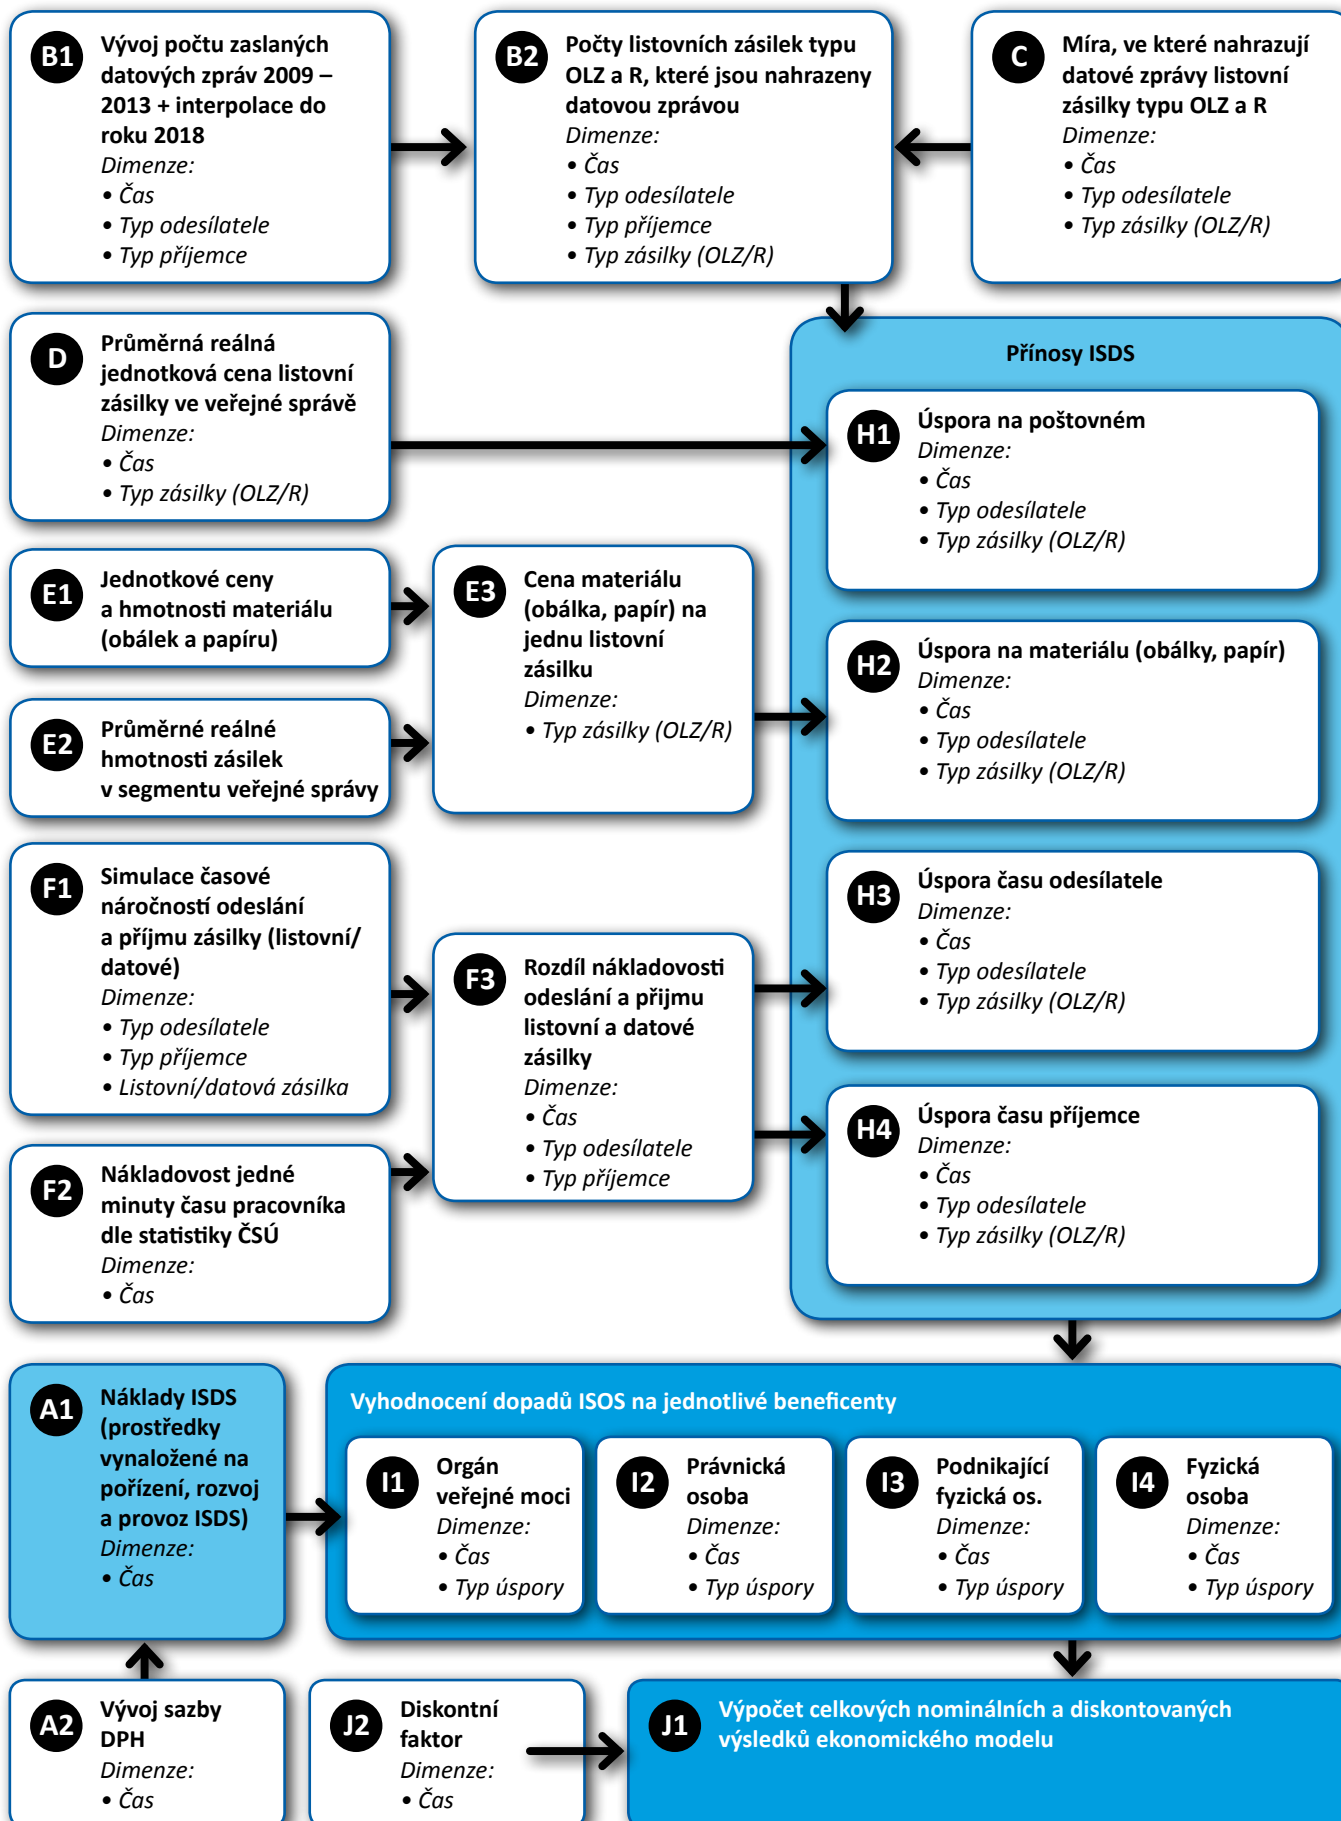 B1
Vývoj počtu zaslaných
datových zpráv 2009 –
2013 + interpolace do
roku 2018
Dimenze:
• Čas
• Typ odesílatele
• Typ příjemce
B2
Počty listovních zásilek typu
OLZ a R, které jsou nahrazeny
datovou zprávou
Dimenze:
• Čas
• Typ odesílatele
• Typ příjemce
• Typ zásilky (OLZ/R)
C
Míra, ve které nahrazují
datové zprávy listovní
zásilky typu OLZ a R
Dimenze:
• Čas
• Typ odesílatele
• Typ zásilky (OLZ/R)
D
Průměrná reálná
jednotková cena listovní
zásilky ve veřejné správě
Dimenze:
• Čas
• Typ zásilky (OLZ/R)
Přínosy ISDS
H1
Úspora na poštovném
Dimenze:
• Čas
• Typ odesílatele
• Typ zásilky (OLZ/R)
E1
Jednotkové ceny
a hmotnosti materiálu
(obálek a papíru)
E2
Průměrné reálné
hmotnosti zásilek
v segmentu veřejné správy
E3
Cena materiálu
(obálka, papír) na
jednu listovní
zásilku
Dimenze:
• Typ zásilky (OLZ/R)
H2
Úspora na materiálu (obálky, papír)
Dimenze:
• Čas
• Typ odesílatele
• Typ zásilky (OLZ/R)
F1
Simulace časové
náročností odeslání
a příjmu zásilky (listovní/
datové)
Dimenze:
• Typ odesílatele
• Typ příjemce
• Listovní/datová zásilka
F2
Nákladovost jedné
minuty času pracovníka
dle statistiky ČSÚ
Dimenze:
• Čas
F3
Rozdíl nákladovosti
odeslání a přijmu
listovní a datové
zásilky
Dimenze:
• Čas
• Typ odesílatele
• Typ příjemce
H3
Úspora času odesílatele
Dimenze:
• Čas
• Typ odesílatele
• Typ zásilky (OLZ/R)
H4
Úspora času příjemce
Dimenze:
• Čas
• Typ odesílatele
• Typ zásilky (OLZ/R)
A1
Náklady ISDS
(prostředky
vynaložené na
pořízení, rozvoj
a provoz ISDS)
Dimenze:
• Čas
Vyhodnocení dopadů ISOS na jednotlivé beneficenty
I1
Orgán
veřejné moci
Dimenze:
• Čas
• Typ úspory
I2
Právnická
osoba
Dimenze:
• Čas
• Typ úspory
I3
Podnikající
fyzická os.
Dimenze:
• Čas
• Typ úspory
I4
Fyzická
osoba
Dimenze:
• Čas
• Typ úspory
A2
Vývoj sazby
DPH
Dimenze:
• Čas
J2
Diskontní
faktor
Dimenze:
• Čas
J1
Výpočet celkových nominálních a diskontovaných
výsledků ekonomického modelu